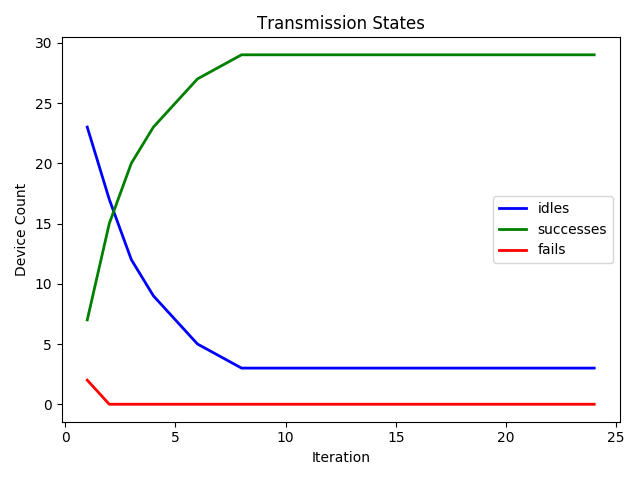 Transmission States
30
25
20
15
10
5
0
Device Count
idles
successes
fails
0 5 10 15 20 25
Iteration